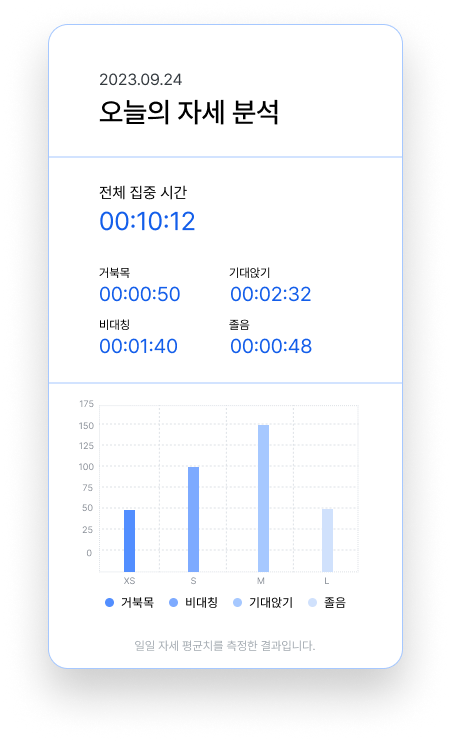 2023.09.24
오늘의 자세 분석
전체 집중 시간
00:10:12
거북목 기대앉기
00:00:50 00:02:32
비대칭 졸음
00:01:40 00:00:48
175
150
125
100
75
50
25
0
XS S M L
거북목 비대칭 기대앉기 졸음
일일 자세 평균치를 측정한 결과입니다.